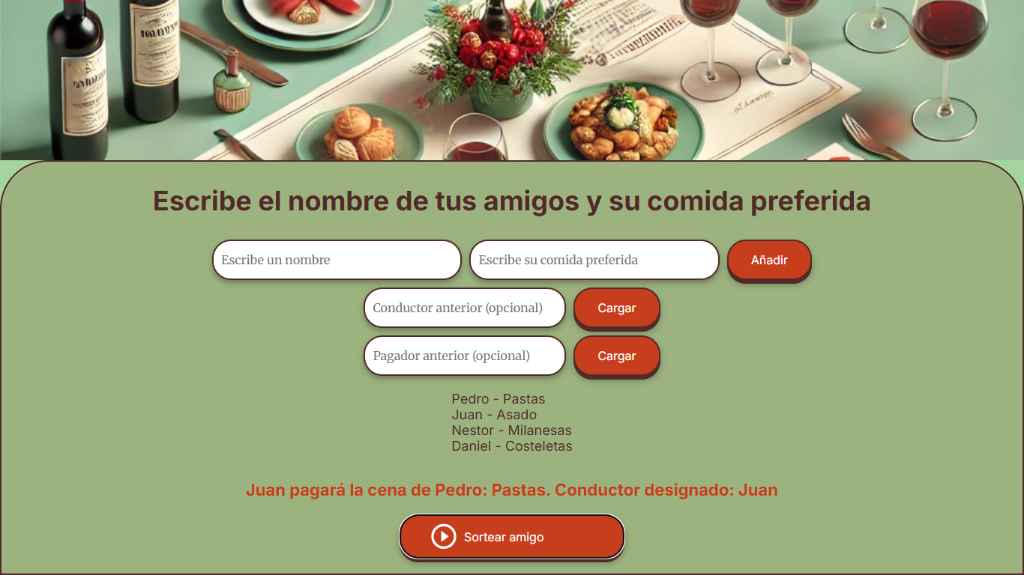 Escribe el nombre de tus amigos y su comida preferida
Escribe un nombre
Escribe su comida preferida
Añadir
Conductor anterior (opcional)
Cargar
Pagador anterior (opcional)
Cargar
Pedro - Pastas
Juan - Asado
Nestor - Milanesas
Daniel - Costeletas
Juan pagará la cena de Pedro: Pastas. Conductor designado: Juan
Sortear amigo